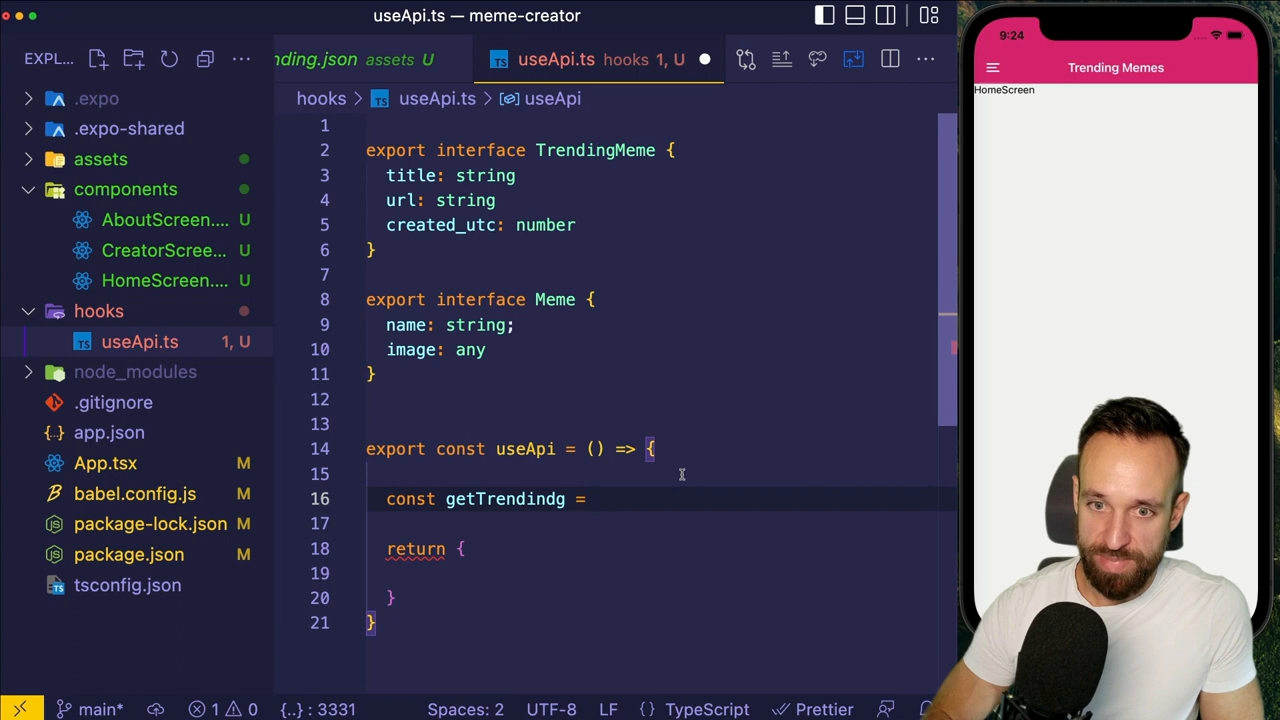 useApi.ts — meme-creator
EXPL...
nding.json assets U
useApi.ts hooks 1, U
hooks > useApi.ts > useApi
.expo
.expo-shared
assets
components
AboutScreen.... U
CreatorScree... U
HomeScreen.... U
hooks
useApi.ts 1, U
node_modules
.gitignore
app.json
App.tsx M
babel.config.js M
package-lock.json M
package.json M
tsconfig.json
1
2 export interface TrendingMeme {
3 title: string
4 url: string
5 created_utc: number
6 }
7
8 export interface Meme {
9 name: string;
10 image: any
11 }
12
13
14 export const useApi = () => {
15
16 const getTrendindg =
17
18 return {
19
20 }
21 }
main* 1 0 {..} : 3331 Spaces: 2 UTF-8 LF {} TypeScript Prettier
9:24
Trending Memes
HomeScreen